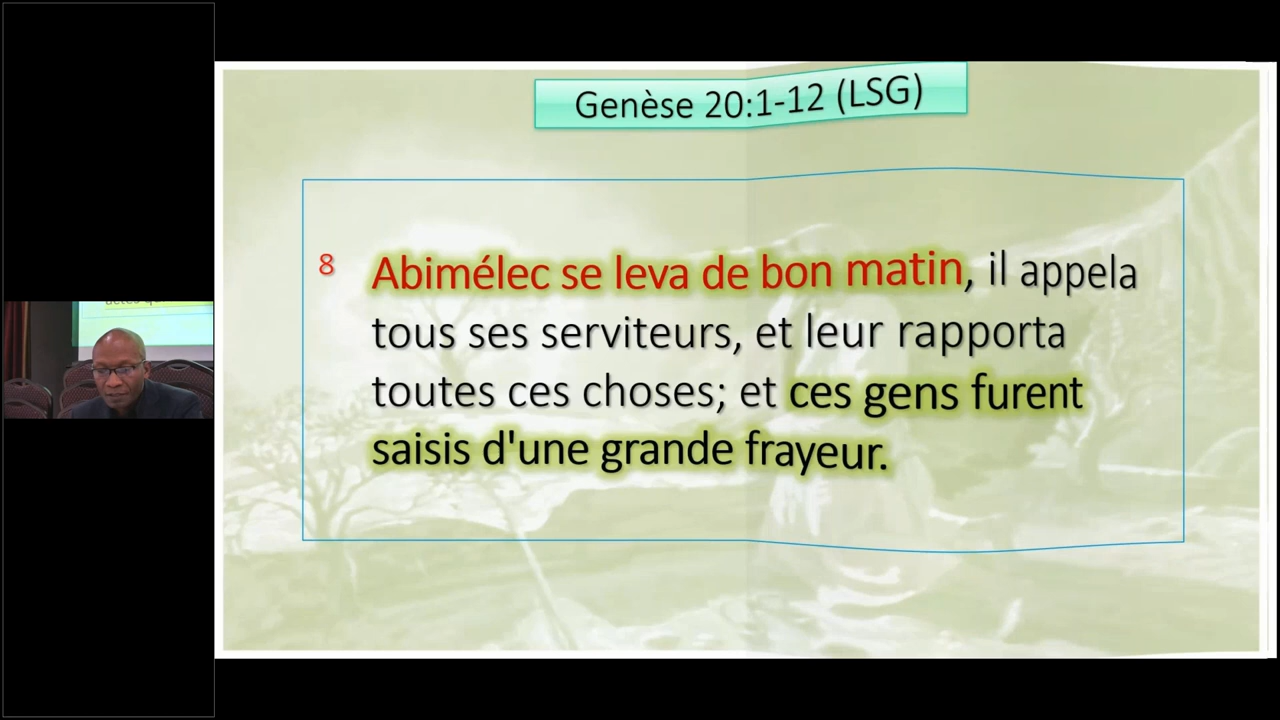 Genèse 20:1-12 (LSG)
8 Abimélec se leva de bon matin, il appela
tous ses serviteurs, et leur rapporta
toutes ces choses; et ces gens furent
saisis d'une grande frayeur.